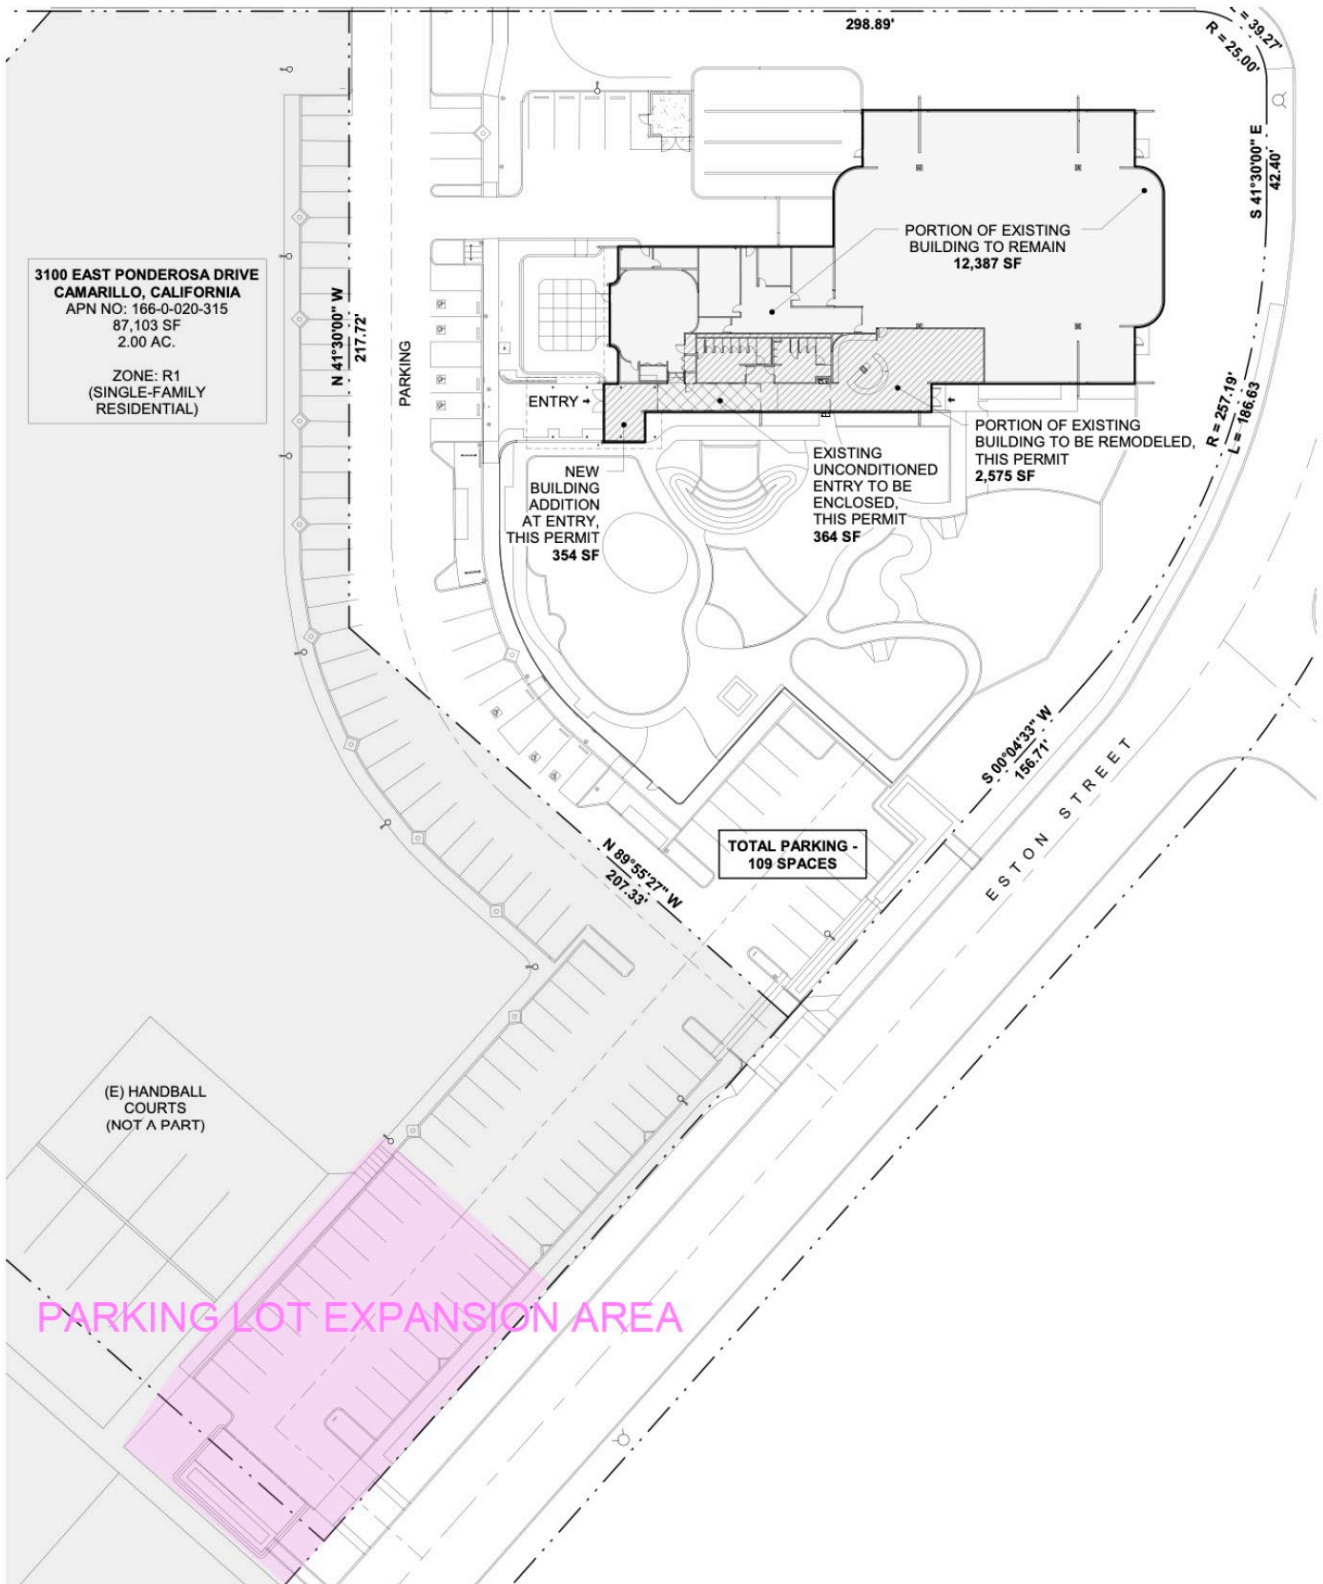 298.89'
L = 39.27'
R = 25.00'
S 41°30'00" E
42.40'
3100 EAST PONDEROSA DRIVE
CAMARILLO, CALIFORNIA
APN NO: 166-0-020-315
87,103 SF
2.00 AC.
ZONE: R1
(SINGLE-FAMILY
RESIDENTIAL)
N 41°30'00" W
217.72'
PARKING
PORTION OF EXISTING
BUILDING TO REMAIN
12,387 SF
ENTRY
R = 257.19'
L = 186.63
PORTION OF EXISTING
BUILDING TO BE REMODELED,
THIS PERMIT
2,575 SF
EXISTING
UNCONDITIONED
ENTRY TO BE
ENCLOSED,
THIS PERMIT
364 SF
NEW
BUILDING
ADDITION
AT ENTRY,
THIS PERMIT
354 SF
S 00°04'33" W
156.71'
ESTON STREET
TOTAL PARKING -
109 SPACES
N 89°55'27" W
207.33'
(E) HANDBALL
COURTS
(NOT A PART)
PARKING LOT EXPANSION AREA